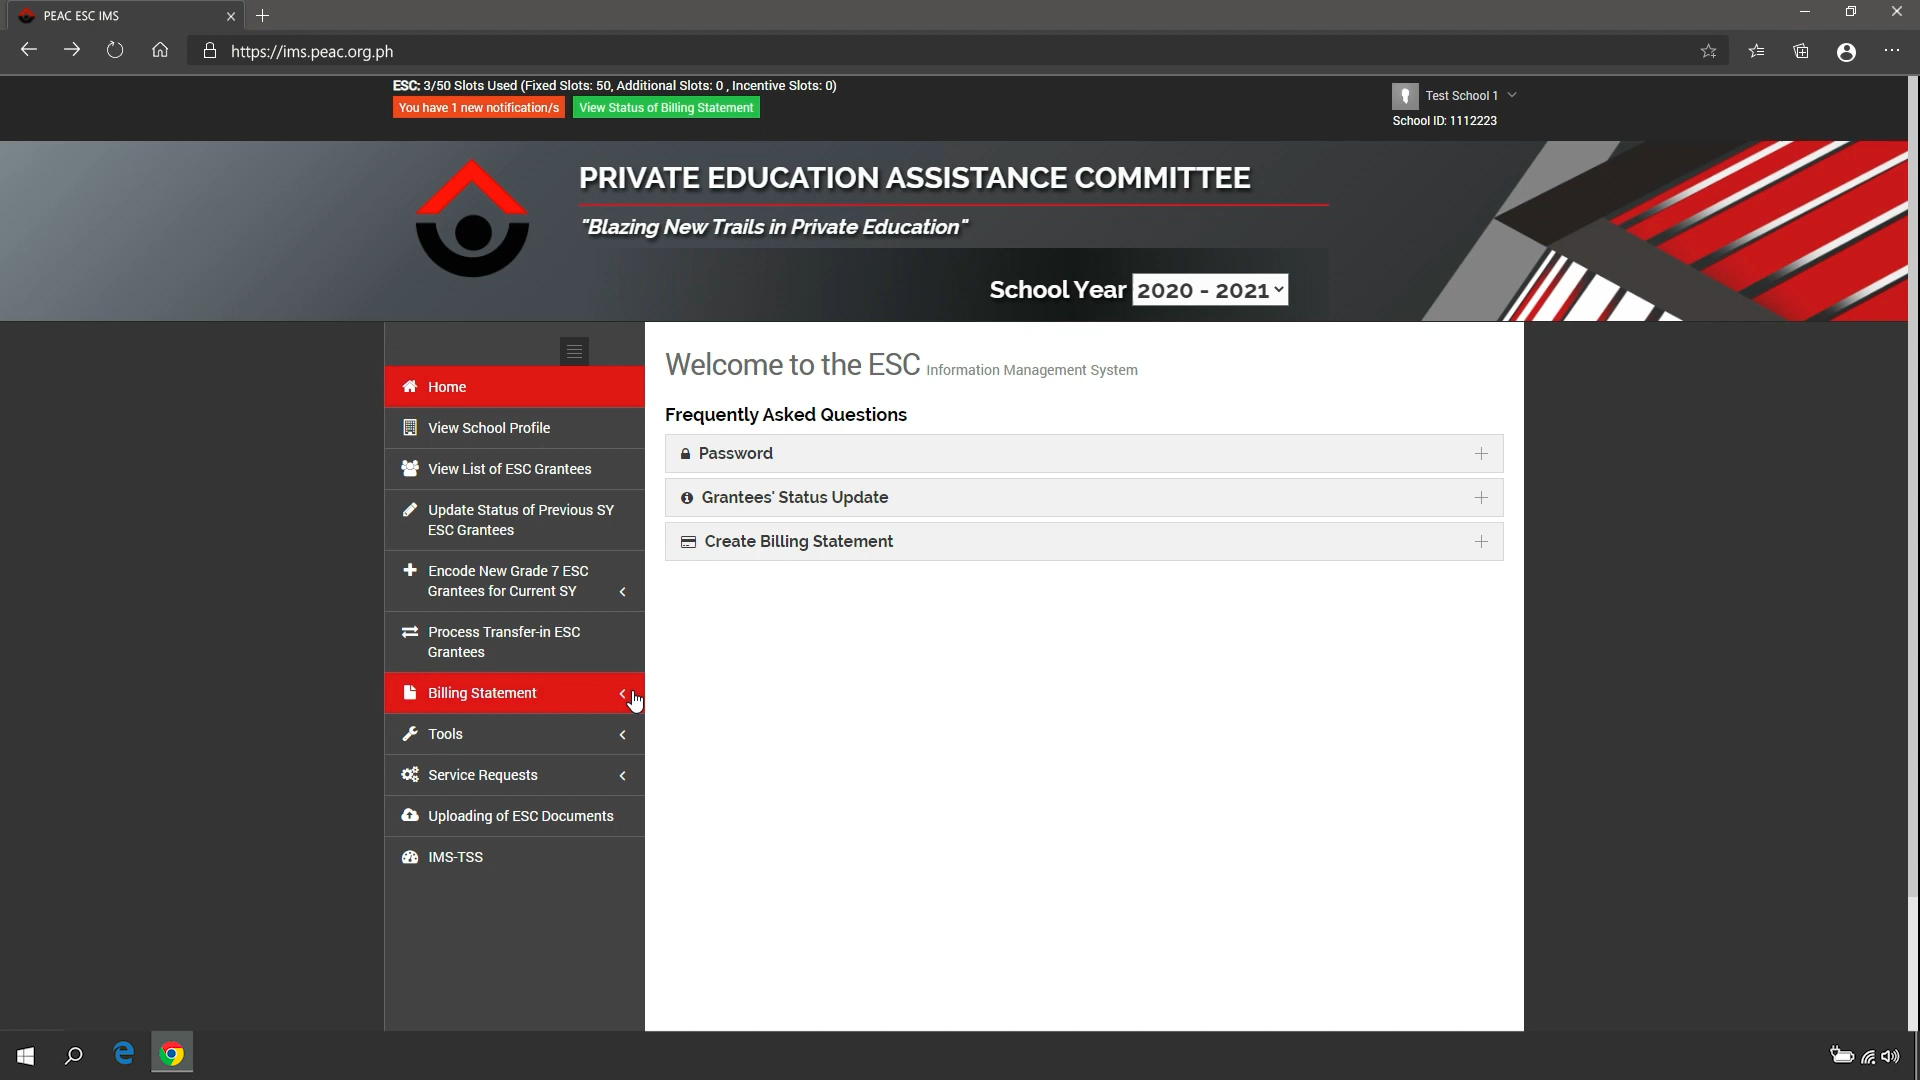 PEAC ESC IMS
https://ims.peac.org.ph
ESC: 3/50 Slots Used (Fixed Slots: 50, Additional Slots: 0 , Incentive Slots: 0)
You have 1 new notification/s
View Status of Billing Statement
Test School 1
School ID: 1112223
PRIVATE EDUCATION ASSISTANCE COMMITTEE
"Blazing New Trails in Private Education"
School Year 2020 - 2021
Home
View School Profile
View List of ESC Grantees
Update Status of Previous SY
ESC Grantees
Encode New Grade 7 ESC
Grantees for Current SY
Process Transfer-in ESC
Grantees
Billing Statement
Tools
Service Requests
Uploading of ESC Documents
IMS-TSS
Welcome to the ESC Information Management System
Frequently Asked Questions
Password
Grantees' Status Update
Create Billing Statement